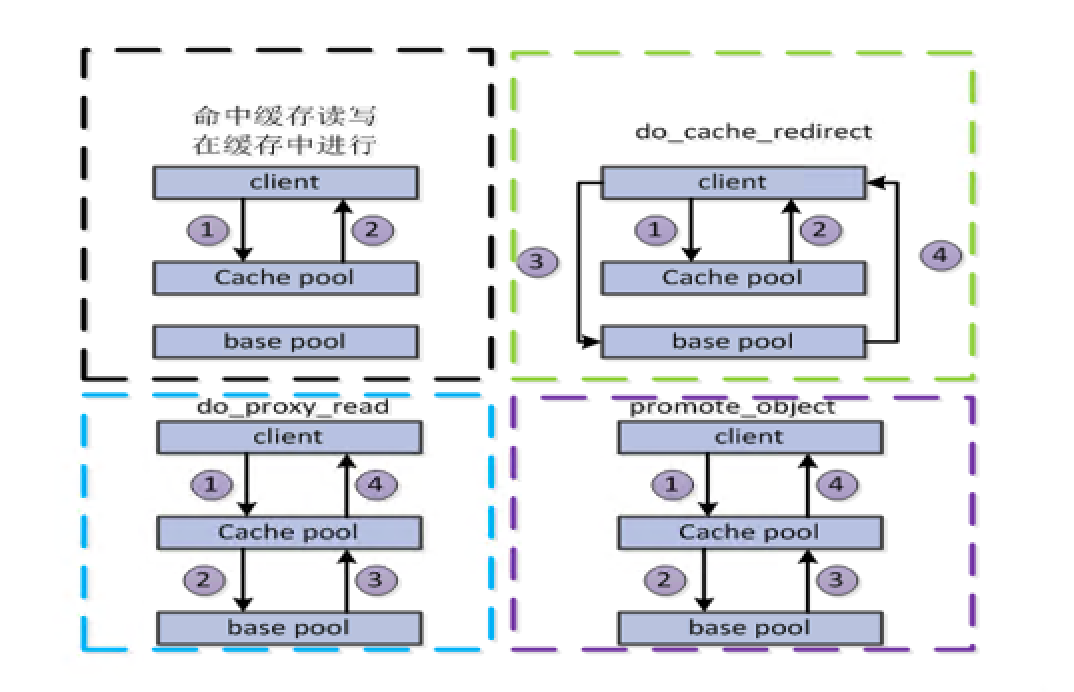 命中缓存读写
在缓存中进行
client
1
2
Cache pool
base pool
do_cache_redirect
client
1
2
3
4
Cache pool
base pool
do_proxy_read
client
1
4
Cache pool
2
3
base pool
promote_object
client
1
4
Cache pool
2
3
base pool